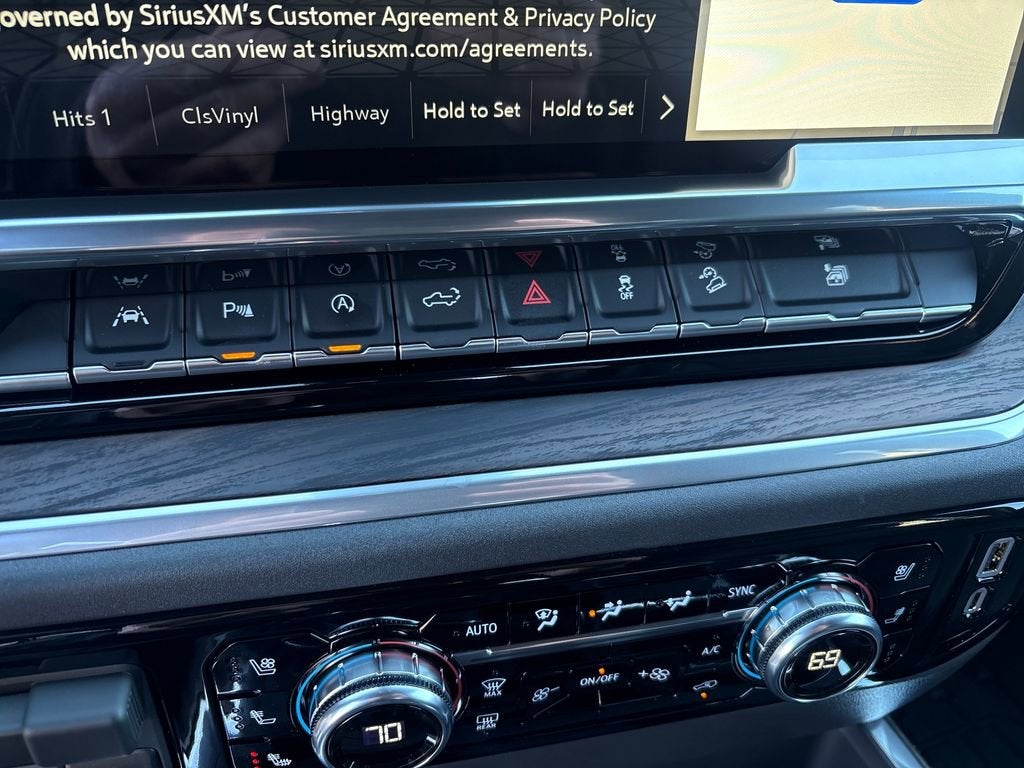 governed by SiriusXM's Customer Agreement & Privacy Policy
which you can view at siriusxm.com/agreements.
Hits 1
ClsVinyl
Highway
Hold to Set
Hold to Set
P
A
OFF
AUTO
SYNC
MAX
ON/OFF
A/C
REAR
70
69